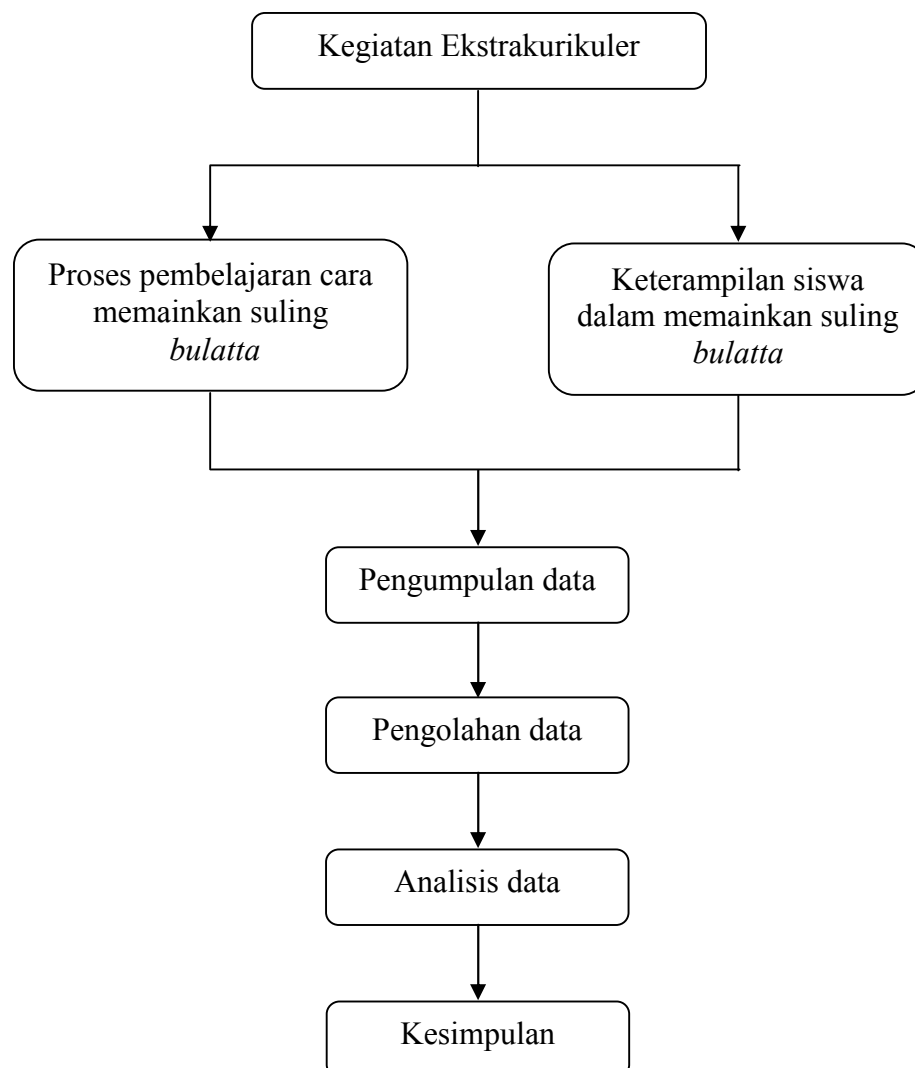 Kegiatan Ekstrakurikuler
Proses pembelajaran cara
memainkan suling
bulatta
Keterampilan siswa
dalam memainkan suling
bulatta
Pengumpulan data
Pengolahan data
Analisis data
Kesimpulan